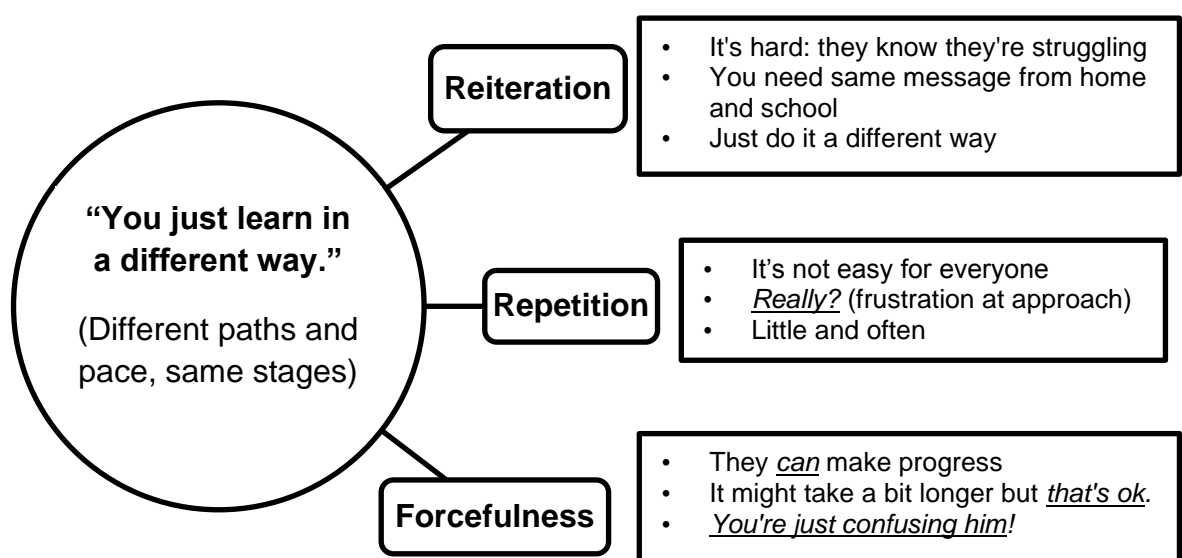 “You just learn in
a different way.”
(Different paths and
pace, same stages)
Reiteration
• It's hard: they know they're struggling
• You need same message from home
and school
• Just do it a different way
Repetition
• It’s not easy for everyone
• Really? (frustration at approach)
• Little and often
Forcefulness
• They can make progress
• It might take a bit longer but that's ok.
• You're just confusing him!